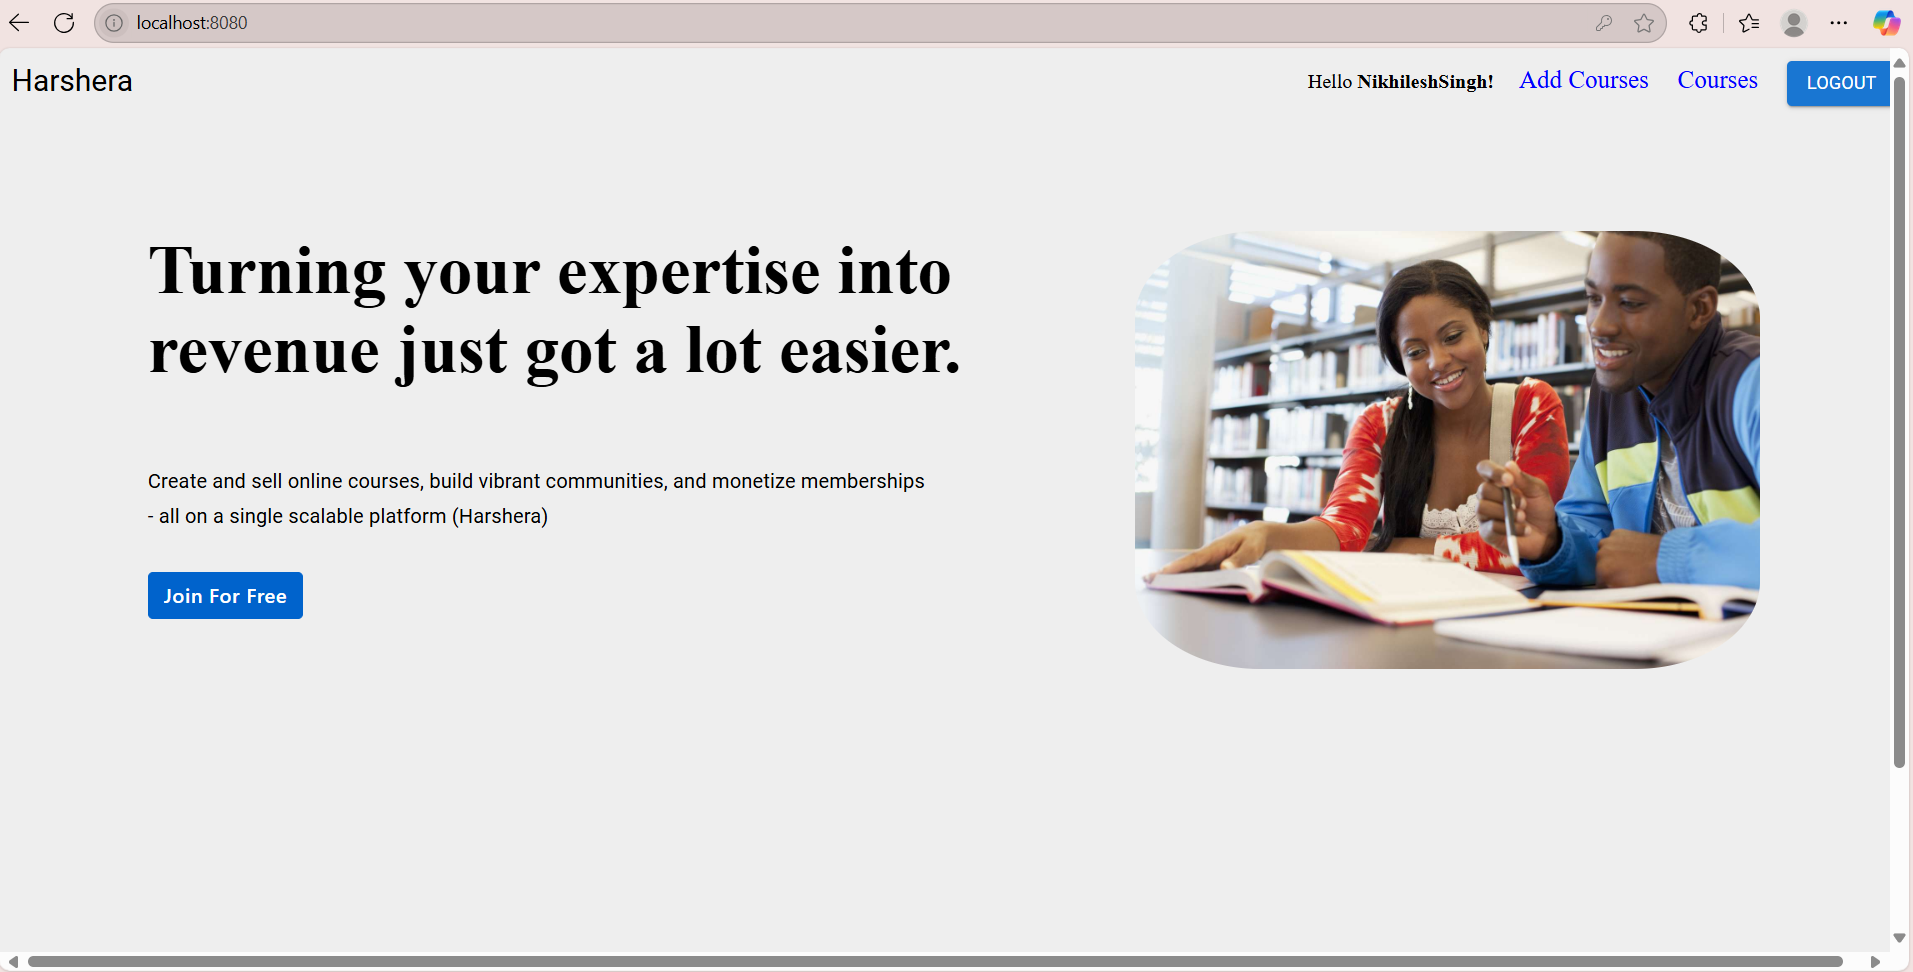 localhost:8080
Harshera
Hello NikhileshSingh! Add Courses Courses LOGOUT
Turning your expertise into
revenue just got a lot easier.
Create and sell online courses, build vibrant communities, and monetize memberships
- all on a single scalable platform (Harshera)
Join For Free